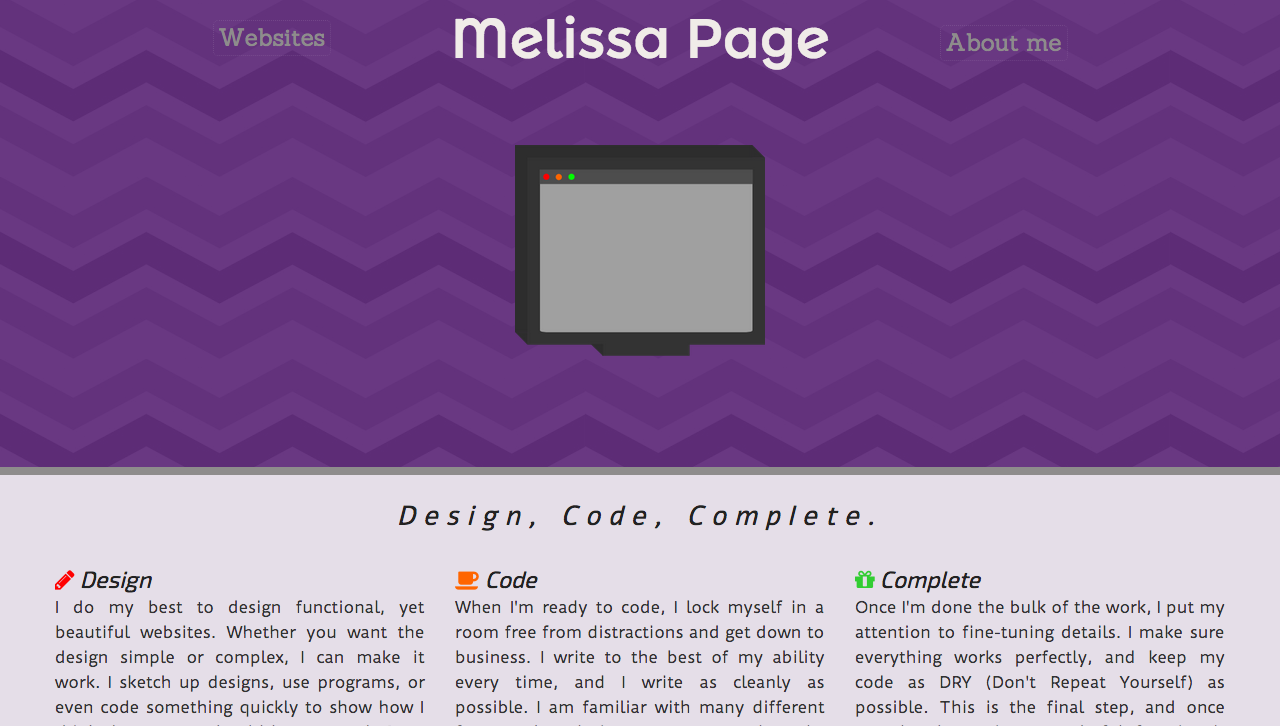 Websites
Melissa Page
About me
Design, Code, Complete.
Design
I do my best to design functional, yet
beautiful websites. Whether you want the
design simple or complex, I can make it
work. I sketch up designs, use programs, or
even code something quickly to show how I
Code
When I'm ready to code, I lock myself in a
room free from distractions and get down to
business. I write to the best of my ability
every time, and I write as cleanly as
possible. I am familiar with many different
Complete
Once I'm done the bulk of the work, I put my
attention to fine-tuning details. I make sure
everything works perfectly, and keep my
code as DRY (Don't Repeat Yourself) as
possible. This is the final step, and once